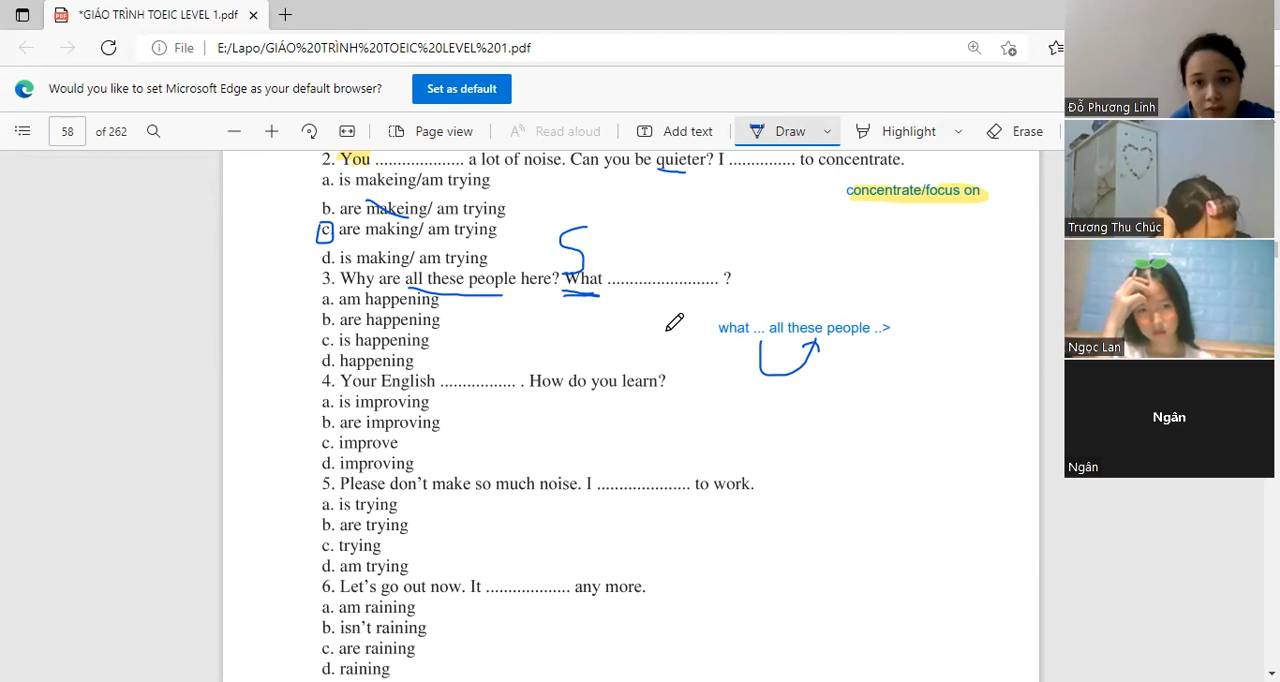 *GIÁO TRÌNH TOEIC LEVEL 1.pdf
File
E:/Lapo/GIÁO%20TRÌNH%20TOEIC%20LEVEL%201.pdf
Would you like to set Microsoft Edge as your default browser?
Set as default
58
of 262
Page view
Read aloud
Add text
Draw
Highlight
Erase
2. You ................... a lot of noise. Can you be quieter? I ............... to concentrate.
a. is makeing/am trying
concentrate/focus on
b. are makeing/ am trying
c. are making/ am trying
d. is making/ am trying
S
3. Why are all these people here? What ......................... ?
a. am happening
b. are happening
what ... all these people ..>
c. is happening
d. happening
4. Your English ................. . How do you learn?
a. is improving
b. are improving
c. improve
d. improving
5. Please don't make so much noise. I ..................... to work.
a. is trying
b. are trying
c. trying
d. am trying
6. Let's go out now. It ................... any more.
a. am raining
b. isn't raining
c. are raining
d. raining
Đỗ Phương Linh
Trương Thu Chúc
Ngọc Lan
Ngân
Ngân